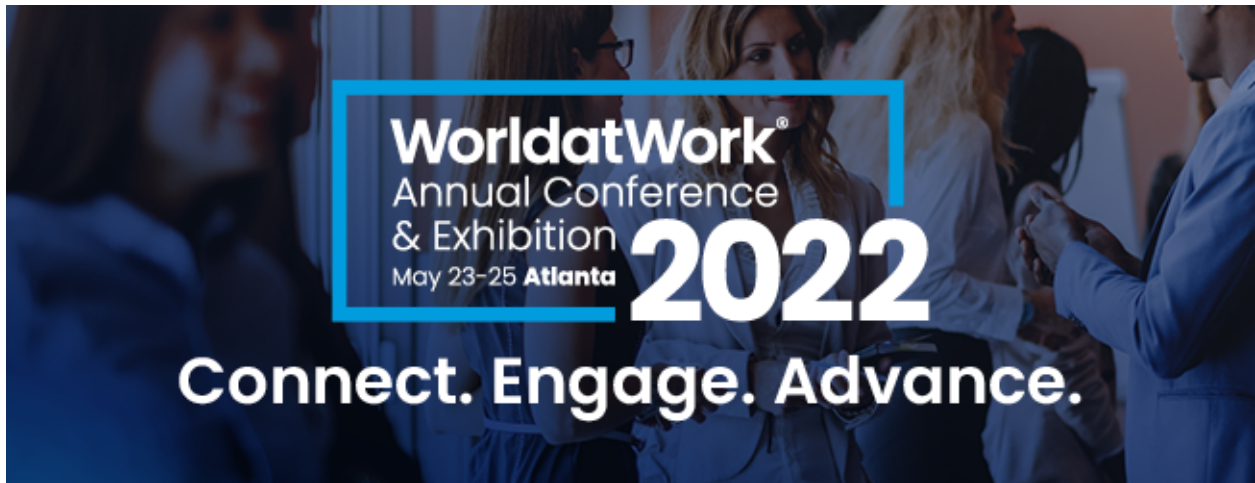 WorldatWork®
Annual Conference
& Exhibition
May 23-25 Atlanta
2022
Connect. Engage. Advance.